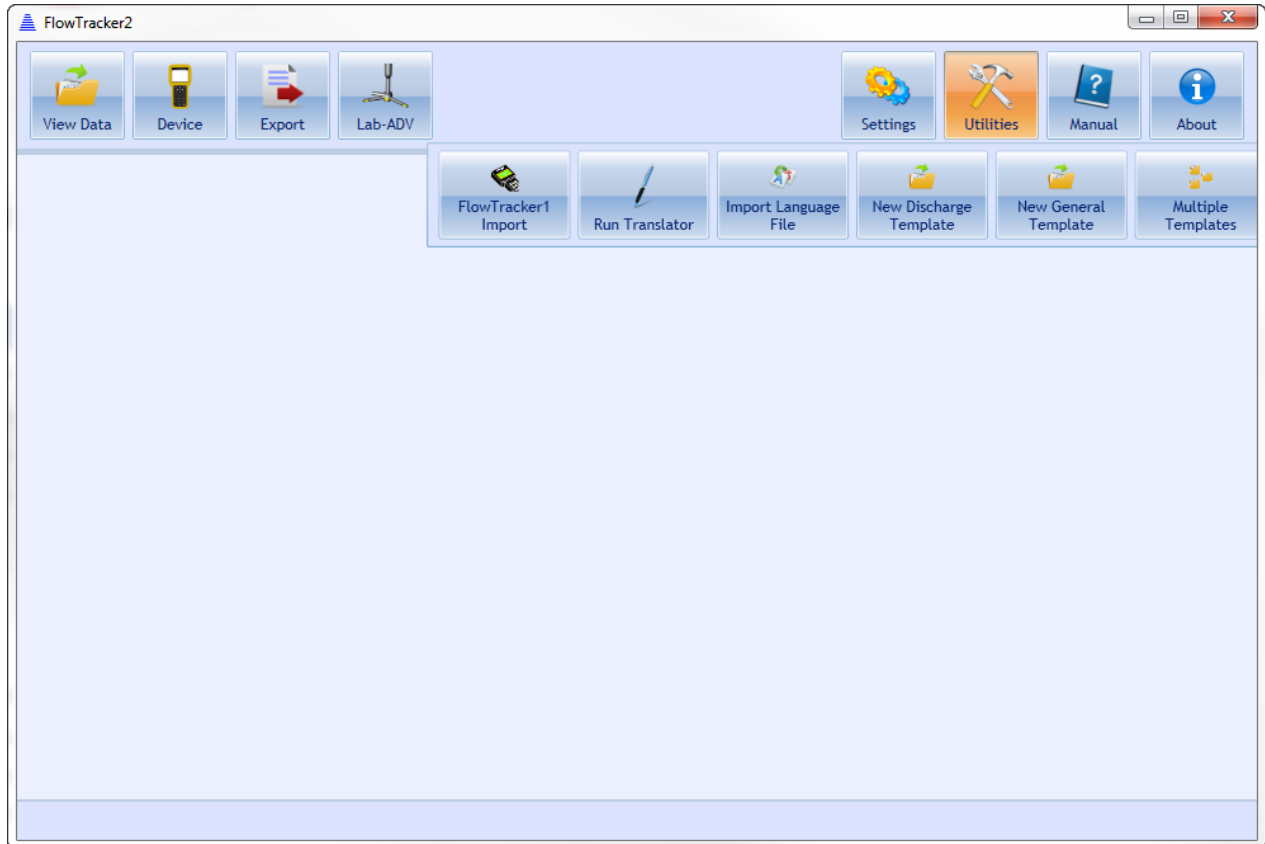 FlowTracker2
View Data
Device
Export
Lab-ADV
Settings
Utilities
Manual
About
FlowTracker1
Import
Run Translator
Import Language
File
New Discharge
Template
New General
Template
Multiple
Templates